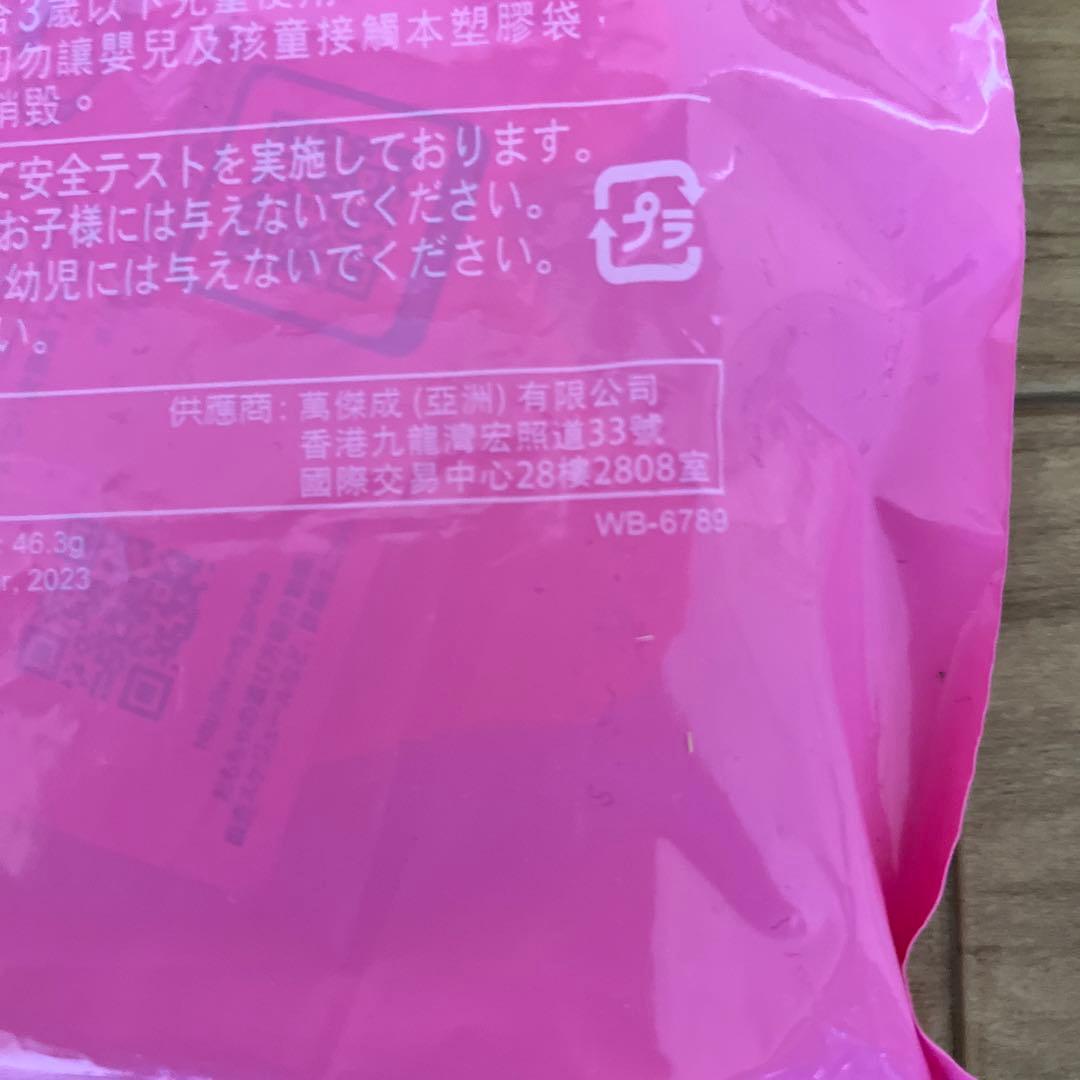 3歲以下兒童使用
勿讓嬰兒及孩童接觸本塑膠袋，
銷毀。
て安全テストを実施しております。
お子様には与えないでください。
幼児には与えないでください。
い。
プラ
供應商：萬傑成 (亞洲) 有限公司
香港九龍灣宏照道33號
國際交易中心28樓2808室
WB-6789
: 46.3g
r, 2023